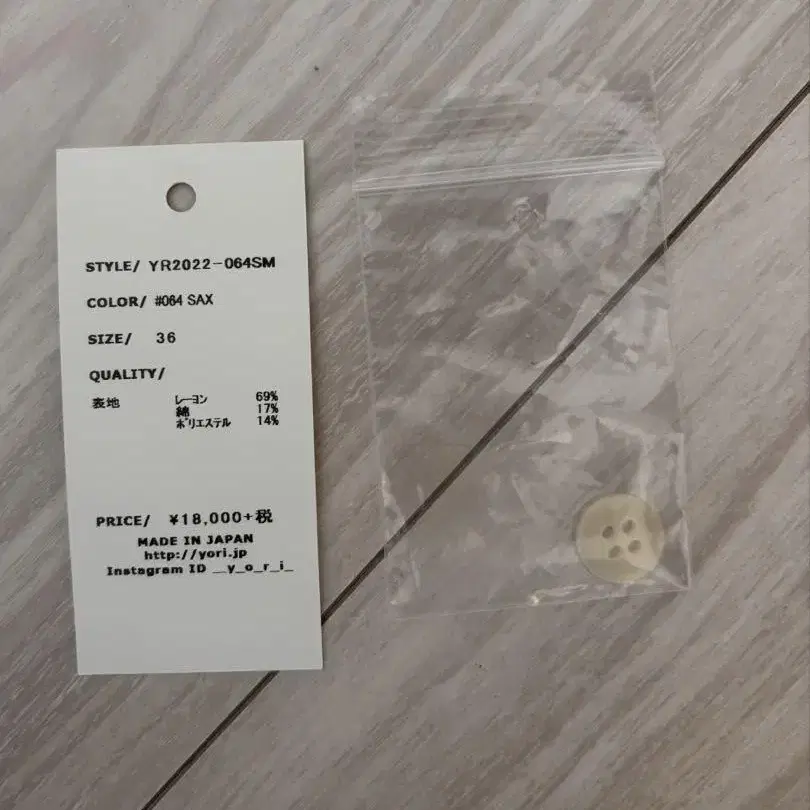 STYLE/ YR2022-064SM
COLOR/ #064 SAX
SIZE/ 36
QUALITY/
表地 レーヨン 69%
綿 17%
ポリエステル 14%
PRICE/ ¥18,000+税
MADE IN JAPAN
http://yori.jp
Instagram ID __y_o_r_i_